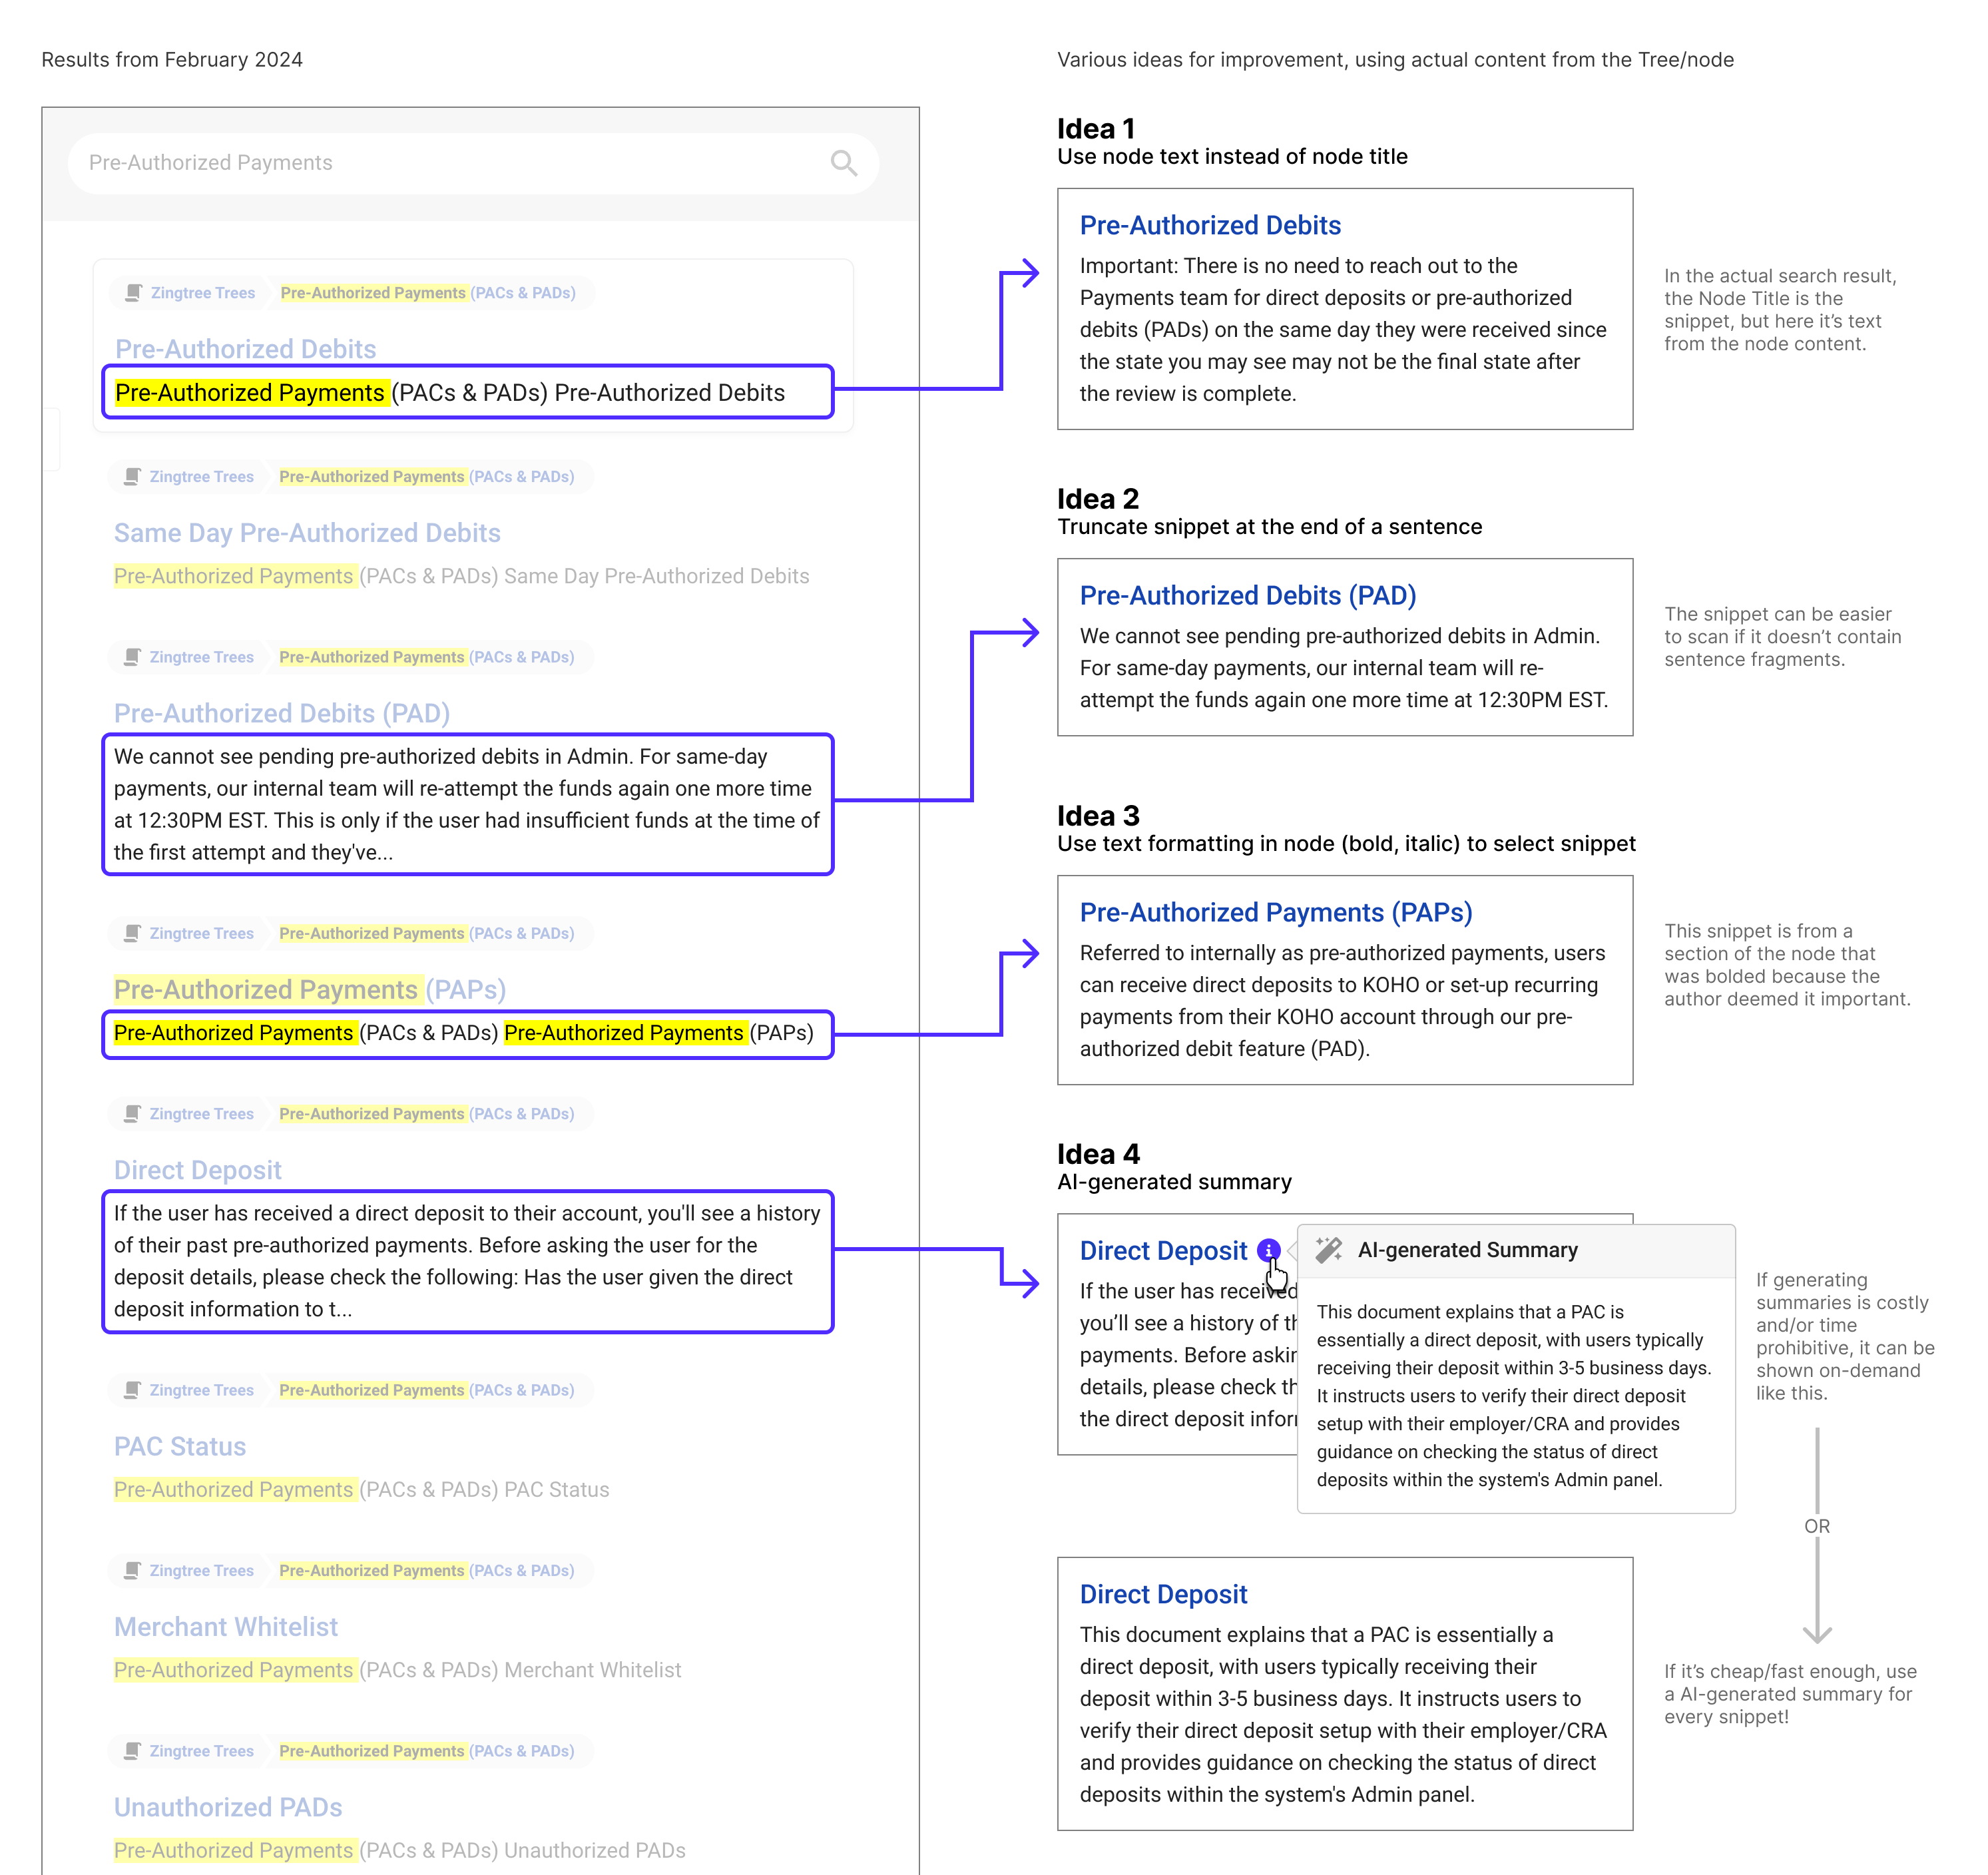 Results from February 2024
Pre-Authorized Payments
Zingtree Trees
Pre-Authorized Payments (PACs & PADs)
Pre-Authorized Debits
Pre-Authorized Payments (PACs & PADs) Pre-Authorized Debits
Zingtree Trees
Pre-Authorized Payments (PACs & PADs)
Same Day Pre-Authorized Debits
Pre-Authorized Payments (PACs & PADs) Same Day Pre-Authorized Debits
Zingtree Trees
Pre-Authorized Payments (PACs & PADs)
Pre-Authorized Debits (PAD)
We cannot see pending pre-authorized debits in Admin. For same-day
payments, our internal team will re-attempt the funds again one more time
at 12:30PM EST. This is only if the user had insufficient funds at the time of
the first attempt and they've...
Zingtree Trees
Pre-Authorized Payments (PACs & PADs)
Pre-Authorized Payments (PAPs)
Pre-Authorized Payments (PACs & PADs) Pre-Authorized Payments (PAPs)
Zingtree Trees
Pre-Authorized Payments (PACs & PADs)
Direct Deposit
If the user has received a direct deposit to their account, you'll see a history
of their past pre-authorized payments. Before asking the user for the
deposit details, please check the following: Has the user given the direct
deposit information to t...
Zingtree Trees
Pre-Authorized Payments (PACs & PADs)
PAC Status
Pre-Authorized Payments (PACs & PADs) PAC Status
Zingtree Trees
Pre-Authorized Payments (PACs & PADs)
Merchant Whitelist
Pre-Authorized Payments (PACs & PADs) Merchant Whitelist
Zingtree Trees
Pre-Authorized Payments (PACs & PADs)
Unauthorized PADs
Pre-Authorized Payments (PACs & PADs) Unauthorized PADs
Various ideas for improvement, using actual content from the Tree/node
Idea 1
Use node text instead of node title
Pre-Authorized Debits
Important: There is no need to reach out to the
Payments team for direct deposits or pre-authorized
debits (PADs) on the same day they were received since
the state you may see may not be the final state after
the review is complete.
In the actual search result,
the Node Title is the
snippet, but here it's text
from the node content.
Idea 2
Truncate snippet at the end of a sentence
Pre-Authorized Debits (PAD)
We cannot see pending pre-authorized debits in Admin.
For same-day payments, our internal team will re-
attempt the funds again one more time at 12:30PM EST.
The snippet can be easier
to scan if it doesn't contain
sentence fragments.
Idea 3
Use text formatting in node (bold, italic) to select snippet
Pre-Authorized Payments (PAPs)
Referred to internally as pre-authorized payments, users
can receive direct deposits to KOHO or set-up recurring
payments from their KOHO account through our pre-
authorized debit feature (PAD).
This snippet is from a
section of the node that
was bolded because the
author deemed it important.
Idea 4
AI-generated summary
Direct Deposit
If the user has received
you'll see a history of th
payments. Before askin
details, please check th
the direct deposit infor
AI-generated Summary
This document explains that a PAC is
essentially a direct deposit, with users typically
receiving their deposit within 3-5 business days.
It instructs users to verify their direct deposit
setup with their employer/CRA and provides
guidance on checking the status of direct
deposits within the system's Admin panel.
If generating
summaries is costly
and/or time
prohibitive, it can be
shown on-demand
like this.
OR
Direct Deposit
This document explains that a PAC is essentially a
direct deposit, with users typically receiving their
deposit within 3-5 business days. It instructs users to
verify their direct deposit setup with their employer/CRA
and provides guidance on checking the status of direct
deposits within the system's Admin panel.
If it's cheap/fast enough, use
a AI-generated summary for
every snippet!